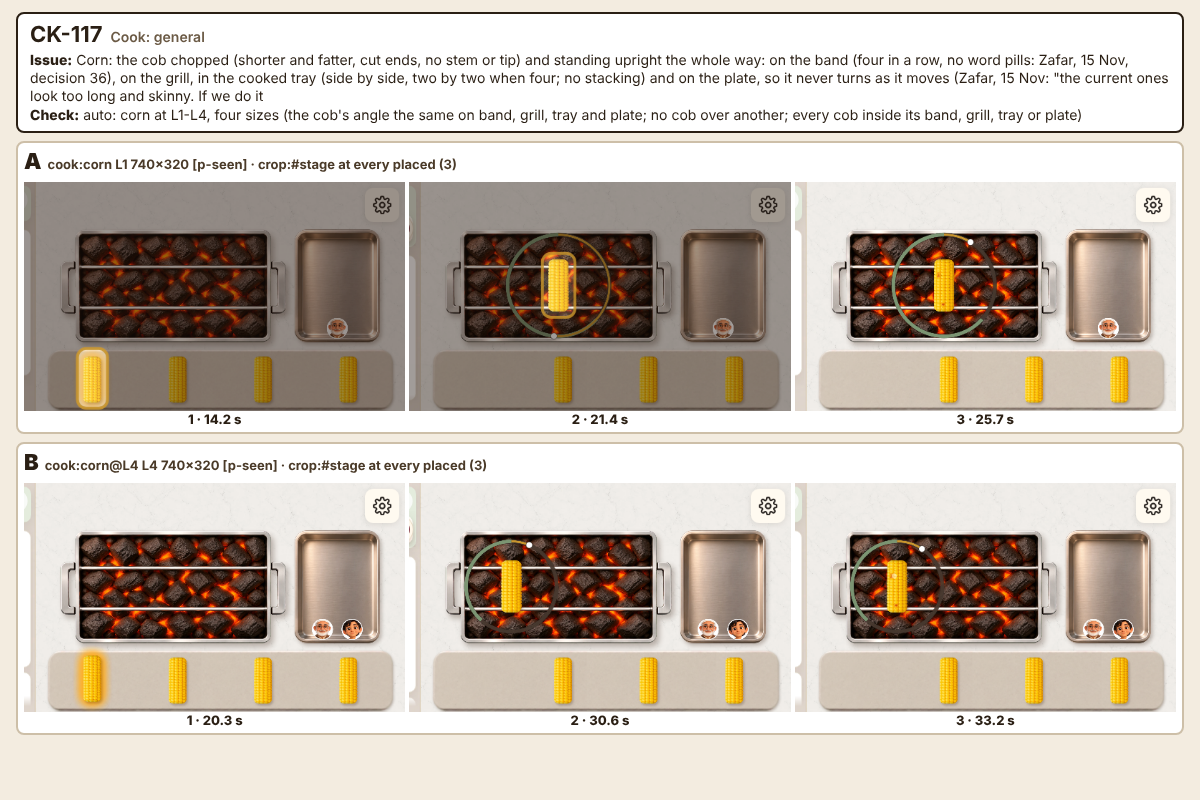 CK-117 Cook: general
Issue: Corn: the cob chopped (shorter and fatter, cut ends, no stem or tip) and standing upright the whole way: on the band (four in a row, no word pills: Zafar, 15 Nov,
decision 36), on the grill, in the cooked tray (side by side, two by two when four; no stacking) and on the plate, so it never turns as it moves (Zafar, 15 Nov: "the current ones
look too long and skinny. If we do it
Check: auto: corn at L1-L4, four sizes (the cob's angle the same on band, grill, tray and plate; no cob over another; every cob inside its band, grill, tray or plate)
A cook:corn L1 740×320 [p-seen] · crop:#stage at every placed (3)
1 · 14.2 s
2 · 21.4 s
3 · 25.7 s
B cook:corn@L4 L4 740×320 [p-seen] · crop:#stage at every placed (3)
1 · 20.3 s
2 · 30.6 s
3 · 33.2 s